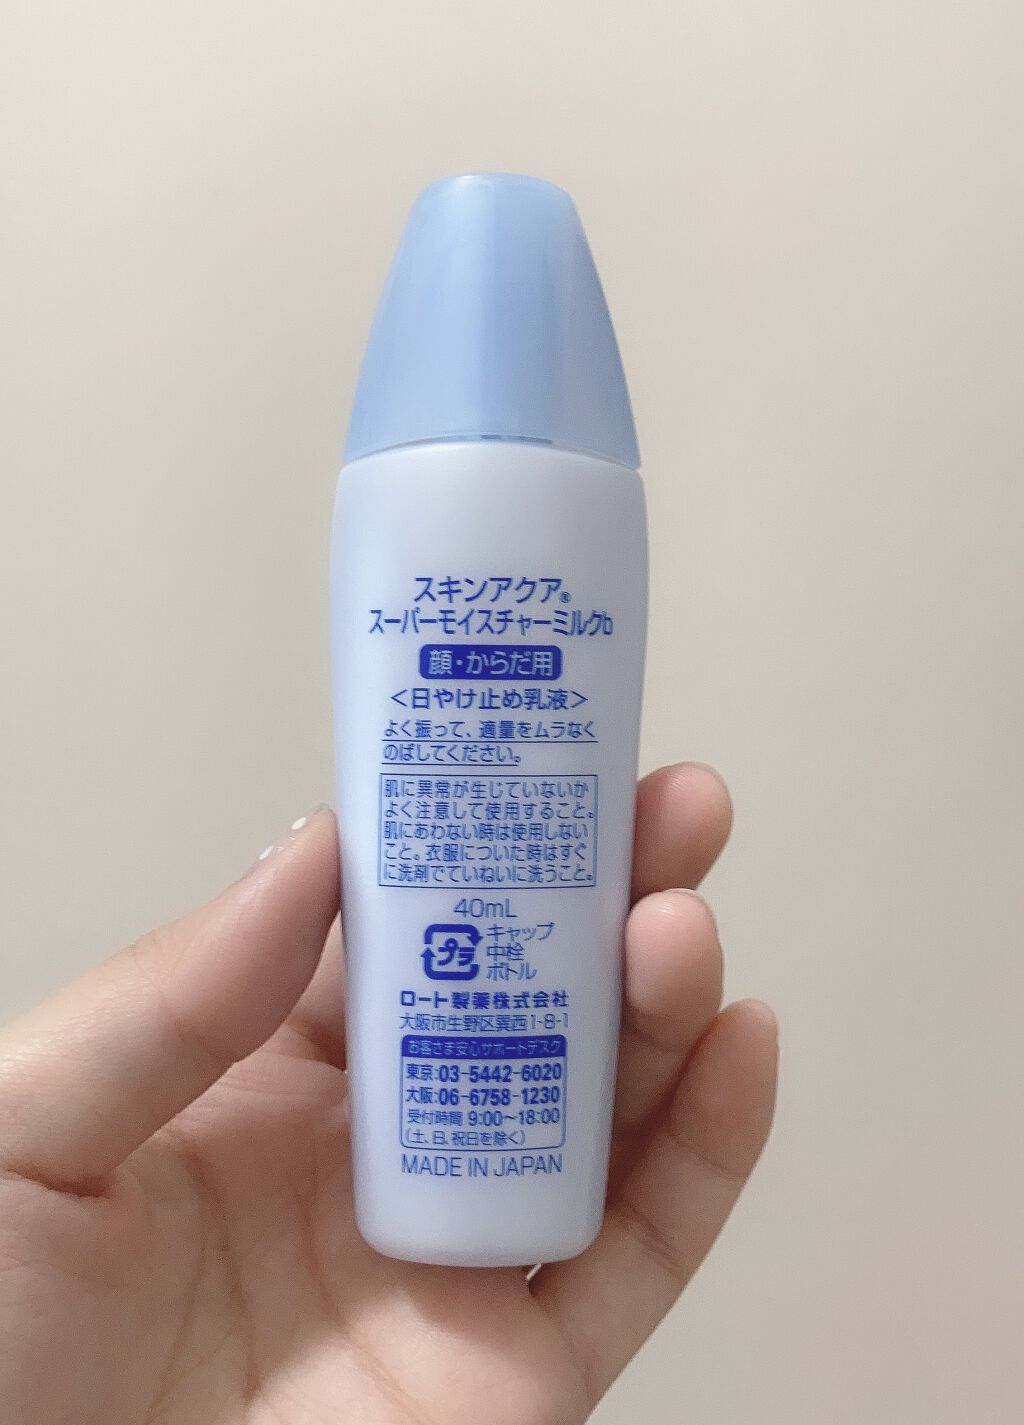 スキンアクア®
スーパーモイスチャーミルクb
顔・からだ用
＜日やけ止め乳液＞
よく振って、適量をムラなく
のばしてください。
肌に異常が生じていないか
よく注意して使用すること。
肌にあわない時は使用しない
こと。衣服についた時はすぐ
に洗剤でていねいに洗うこと。
40mL
プラ
キャップ
中栓
ボトル
ロート製薬株式会社
大阪市生野区巽西1-8-1
お客さま安心サポートデスク
東京:03-5442-6020
大阪:06-6758-1230
受付時間 9:00～18:00
(土、日、祝日を除く)
MADE IN JAPAN